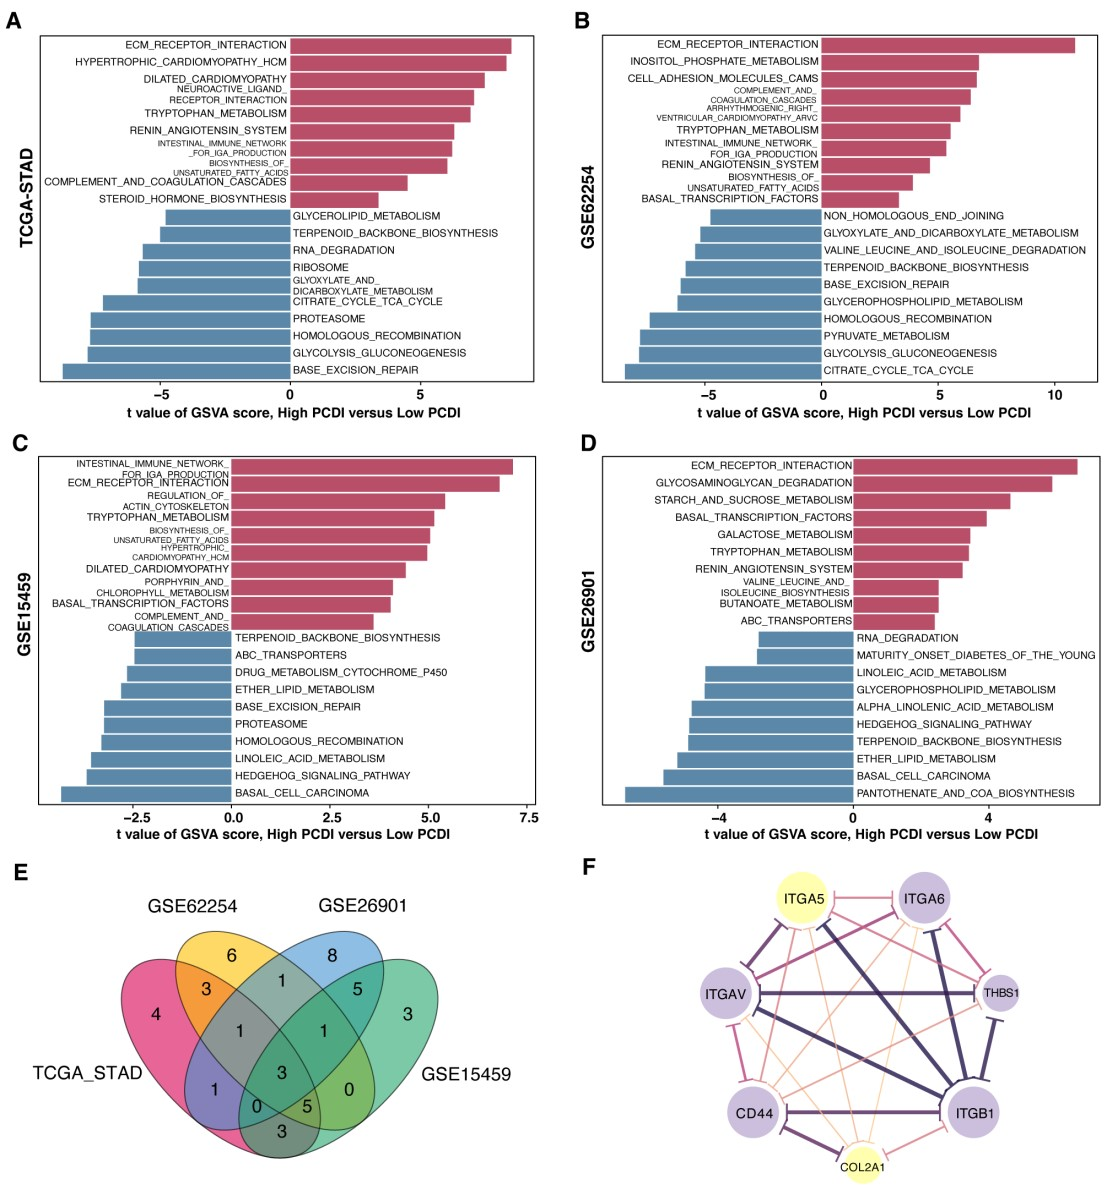 A
ECM_RECEPTOR_INTERACTION
HYPERTROPHIC_CARDIOMYOPATHY_HCM
DILATED_CARDIOMYOPATHY
NEUROACTIVE_LIGAND_
RECEPTOR_INTERACTION
TRYPTOPHAN_METABOLISM
RENIN_ANGIOTENSIN_SYSTEM
INTESTINAL_IMMUNE_NETWORK
_FOR_IGA_PRODUCTION
BIOSYNTHESIS_OF_
UNSATURATED_FATTY_ACIDS
COMPLEMENT_AND_COAGULATION_CASCADES
STEROID_HORMONE_BIOSYNTHESIS
GLYCEROLIPID_METABOLISM
TERPENOID_BACKBONE_BIOSYNTHESIS
RNA_DEGRADATION
RIBOSOME
GLYOXYLATE_AND_
DICARBOXYLATE_METABOLISM
CITRATE_CYCLE_TCA_CYCLE
PROTEASOME
HOMOLOGOUS_RECOMBINATION
GLYCOLYSIS_GLUCONEOGENESIS
BASE_EXCISION_REPAIR
TCGA-STAD
−5 0 5
t value of GSVA score, High PCDI versus Low PCDI
B
ECM_RECEPTOR_INTERACTION
INOSITOL_PHOSPHATE_METABOLISM
CELL_ADHESION_MOLECULES_CAMS
COMPLEMENT_AND_
COAGULATION_CASCADES
ARRHYTHMOGENIC_RIGHT_
VENTRICULAR_CARDIOMYOPATHY_ARVC
TRYPTOPHAN_METABOLISM
INTESTINAL_IMMUNE_NETWORK_
FOR_IGA_PRODUCTION
RENIN_ANGIOTENSIN_SYSTEM
BIOSYNTHESIS_OF_
UNSATURATED_FATTY_ACIDS
BASAL_TRANSCRIPTION_FACTORS
NON_HOMOLOGOUS_END_JOINING
GLYOXYLATE_AND_DICARBOXYLATE_METABOLISM
VALINE_LEUCINE_AND_ISOLEUCINE_DEGRADATION
TERPENOID_BACKBONE_BIOSYNTHESIS
BASE_EXCISION_REPAIR
GLYCEROPHOSPHOLIPID_METABOLISM
HOMOLOGOUS_RECOMBINATION
PYRUVATE_METABOLISM
GLYCOLYSIS_GLUCONEOGENESIS
CITRATE_CYCLE_TCA_CYCLE
GSE62254
−5 0 5 10
t value of GSVA score, High PCDI versus Low PCDI
C
INTESTINAL_IMMUNE_NETWORK_
FOR_IGA_PRODUCTION
ECM_RECEPTOR_INTERACTION
REGULATION_OF_
ACTIN_CYTOSKELETON
TRYPTOPHAN_METABOLISM
BIOSYNTHESIS_OF_
UNSATURATED_FATTY_ACIDS
HYPERTROPHIC_
CARDIOMYOPATHY_HCM
DILATED_CARDIOMYOPATHY
PORPHYRIN_AND_
CHLOROPHYLL_METABOLISM
BASAL_TRANSCRIPTION_FACTORS
COMPLEMENT_AND_
COAGULATION_CASCADES
TERPENOID_BACKBONE_BIOSYNTHESIS
ABC_TRANSPORTERS
DRUG_METABOLISM_CYTOCHROME_P450
ETHER_LIPID_METABOLISM
BASE_EXCISION_REPAIR
PROTEASOME
HOMOLOGOUS_RECOMBINATION
LINOLEIC_ACID_METABOLISM
HEDGEHOG_SIGNALING_PATHWAY
BASAL_CELL_CARCINOMA
GSE15459
−2.5 0.0 2.5 5.0 7.5
t value of GSVA score, High PCDI versus Low PCDI
D
ECM_RECEPTOR_INTERACTION
GLYCOSAMINOGLYCAN_DEGRADATION
STARCH_AND_SUCROSE_METABOLISM
BASAL_TRANSCRIPTION_FACTORS
GALACTOSE_METABOLISM
TRYPTOPHAN_METABOLISM
RENIN_ANGIOTENSIN_SYSTEM
VALINE_LEUCINE_AND_
ISOLEUCINE_BIOSYNTHESIS
BUTANOATE_METABOLISM
ABC_TRANSPORTERS
RNA_DEGRADATION
MATURITY_ONSET_DIABETES_OF_THE_YOUNG
LINOLEIC_ACID_METABOLISM
GLYCEROPHOSPHOLIPID_METABOLISM
ALPHA_LINOLENIC_ACID_METABOLISM
HEDGEHOG_SIGNALING_PATHWAY
TERPENOID_BACKBONE_BIOSYNTHESIS
ETHER_LIPID_METABOLISM
BASAL_CELL_CARCINOMA
PANTOTHENATE_AND_COA_BIOSYNTHESIS
GSE26901
−4 0 4
t value of GSVA score, High PCDI versus Low PCDI
E
GSE62254 GSE26901
6 8
3 1 5
4 3
1 1
TCGA_STAD 3 GSE15459
1 0
0 5
3
F
ITGA5 ITGA6
ITGAV THBS1
CD44 ITGB1
COL2A1